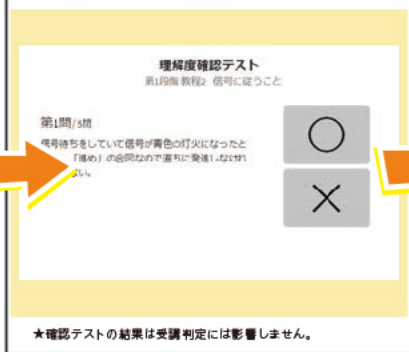 理解度確認テスト
第1段階 教程2 信号に従うこと
第1問/5問
信号待ちをしていて信号が青色の灯火になったと
「進め」の合図なので直ちに発進しなけれ
ない。
★確認テストの結果は受講判定には影響しません。